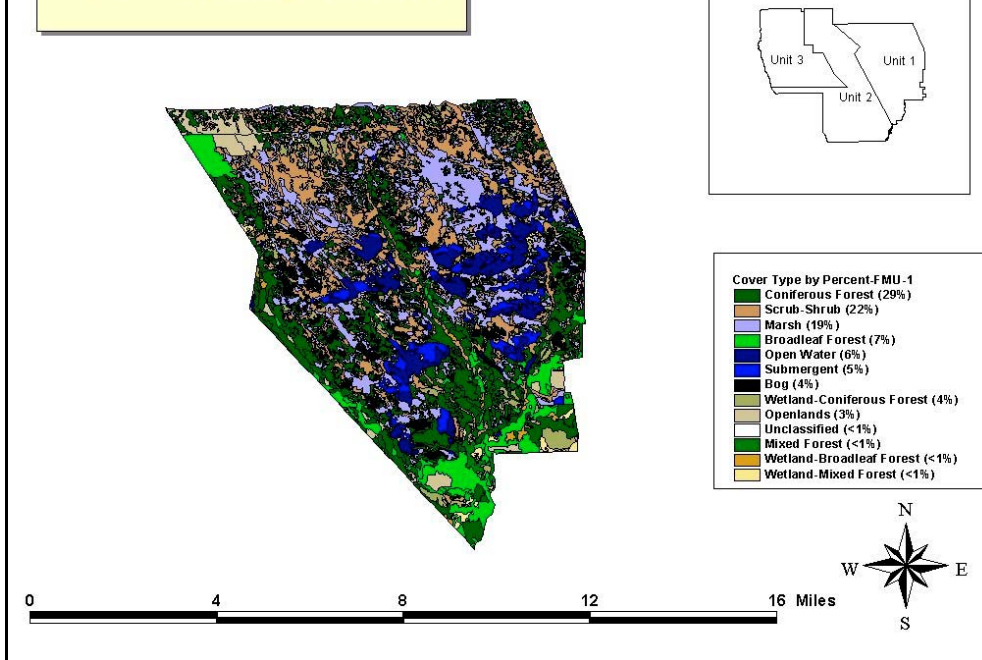 Unit 3
Unit 1
Unit 2
Cover Type by Percent-FMU-1
Coniferous Forest (29%)
Scrub-Shrub (22%)
Marsh (19%)
Broadleaf Forest (7%)
Open Water (6%)
Submergent (5%)
Bog (4%)
Wetland-Coniferous Forest (4%)
Openlands (3%)
Unclassified (<1%)
Mixed Forest (<1%)
Wetland-Broadleaf Forest (<1%)
Wetland-Mixed Forest (<1%)
N
W E
S
0 4 8 12 16 Miles